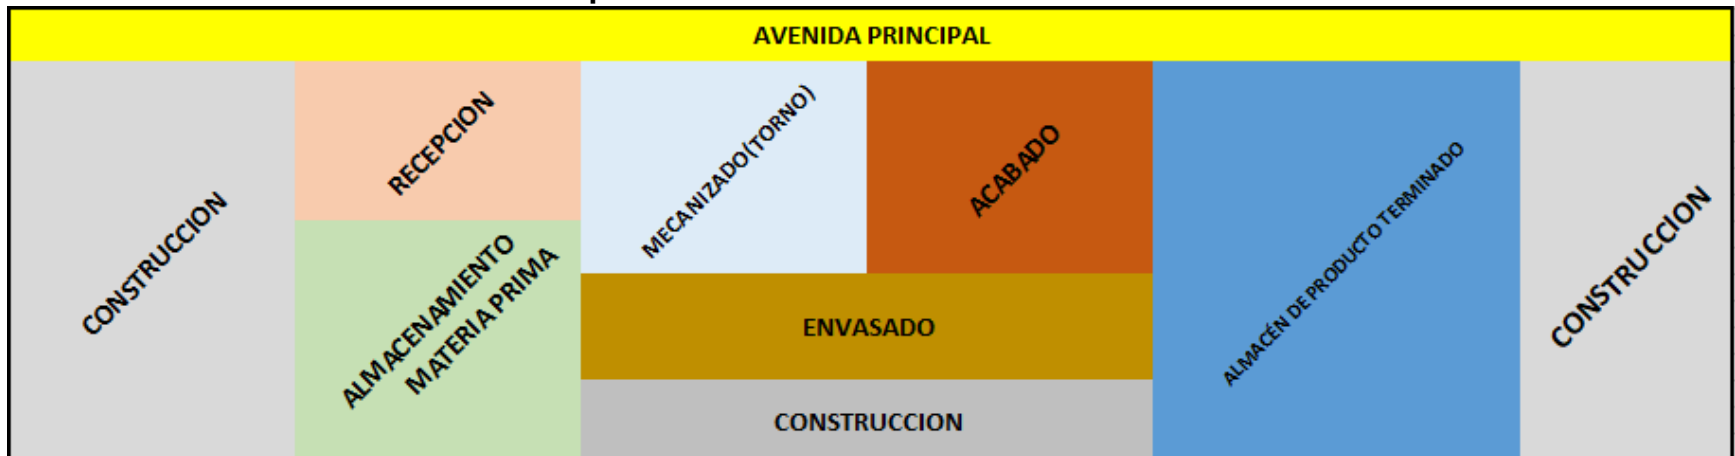 AVENIDA PRINCIPAL
CONSTRUCCION
RECEPCION
ALMACENAMIENTO
MATERIA PRIMA
MECANIZADO(TORNO)
ACABADO
ENVASADO
CONSTRUCCION
ALMACÉN DE PRODUCTO TERMINADO
CONSTRUCCION